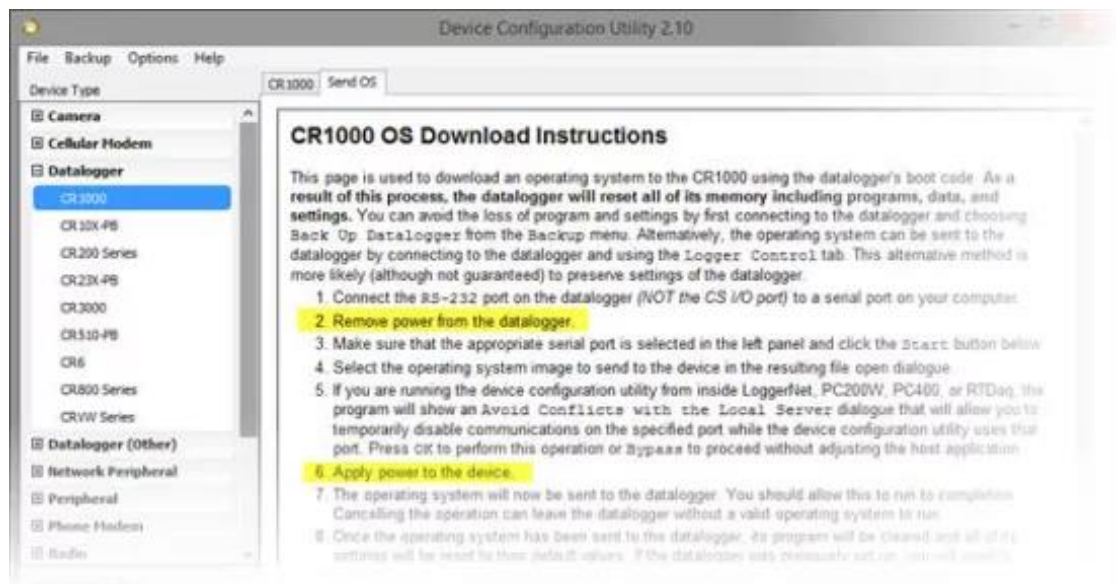 Device Configuration Utility 2.10
File Backup Options Help
Device Type
CR1000 Send OS
Camera
Cellular Modem
Datalogger
CR1000
CR10X-PB
CR200 Series
CR23X-PB
CR3000
CR510-PB
CR6
CR800 Series
CRVW Series
Datalogger (Other)
Network Peripheral
Peripheral
Phone Modem
Radio
CR1000 OS Download Instructions
This page is used to download an operating system to the CR1000 using the datalogger's boot code. As a
result of this process, the datalogger will reset all of its memory including programs, data, and
settings. You can avoid the loss of program and settings by first connecting to the datalogger and choosing
Back Up Datalogger from the Backup menu. Alternatively, the operating system can be sent to the
datalogger by connecting to the datalogger and using the Logger Control tab. This alternative method is
more likely (although not guaranteed) to preserve settings of the datalogger.
1. Connect the RS-232 port on the datalogger (NOT the CS I/O port) to a serial port on your computer.
2. Remove power from the datalogger.
3. Make sure that the appropriate serial port is selected in the left panel and click the Start button below
4. Select the operating system image to send to the device in the resulting file open dialogue.
5. If you are running the device configuration utility from inside LoggerNet, PC200W, PC400, or RTDaq, the
program will show an Avoid Conflicts with the Local Server dialogue that will allow you to
temporarily disable communications on the specified port while the device configuration utility uses that
port. Press OK to perform this operation or Bypass to proceed without adjusting the host application.
6. Apply power to the device.
7. The operating system will now be sent to the datalogger. You should allow this to run to completion.
Cancelling the operation can leave the datalogger without a valid operating system to run.
8. Once the operating system has been sent to the datalogger, its program will be cleared and all of its
settings will be reset to their default values. If the datalogger was previously set